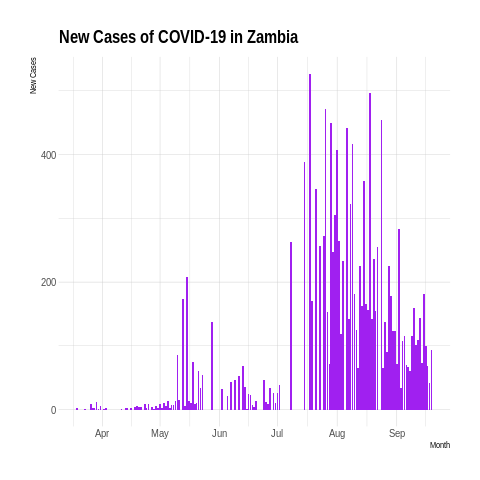 New Cases of COVID-19 in Zambia
New Cases
400
200
0
Apr May Jun Jul Aug Sep
Month